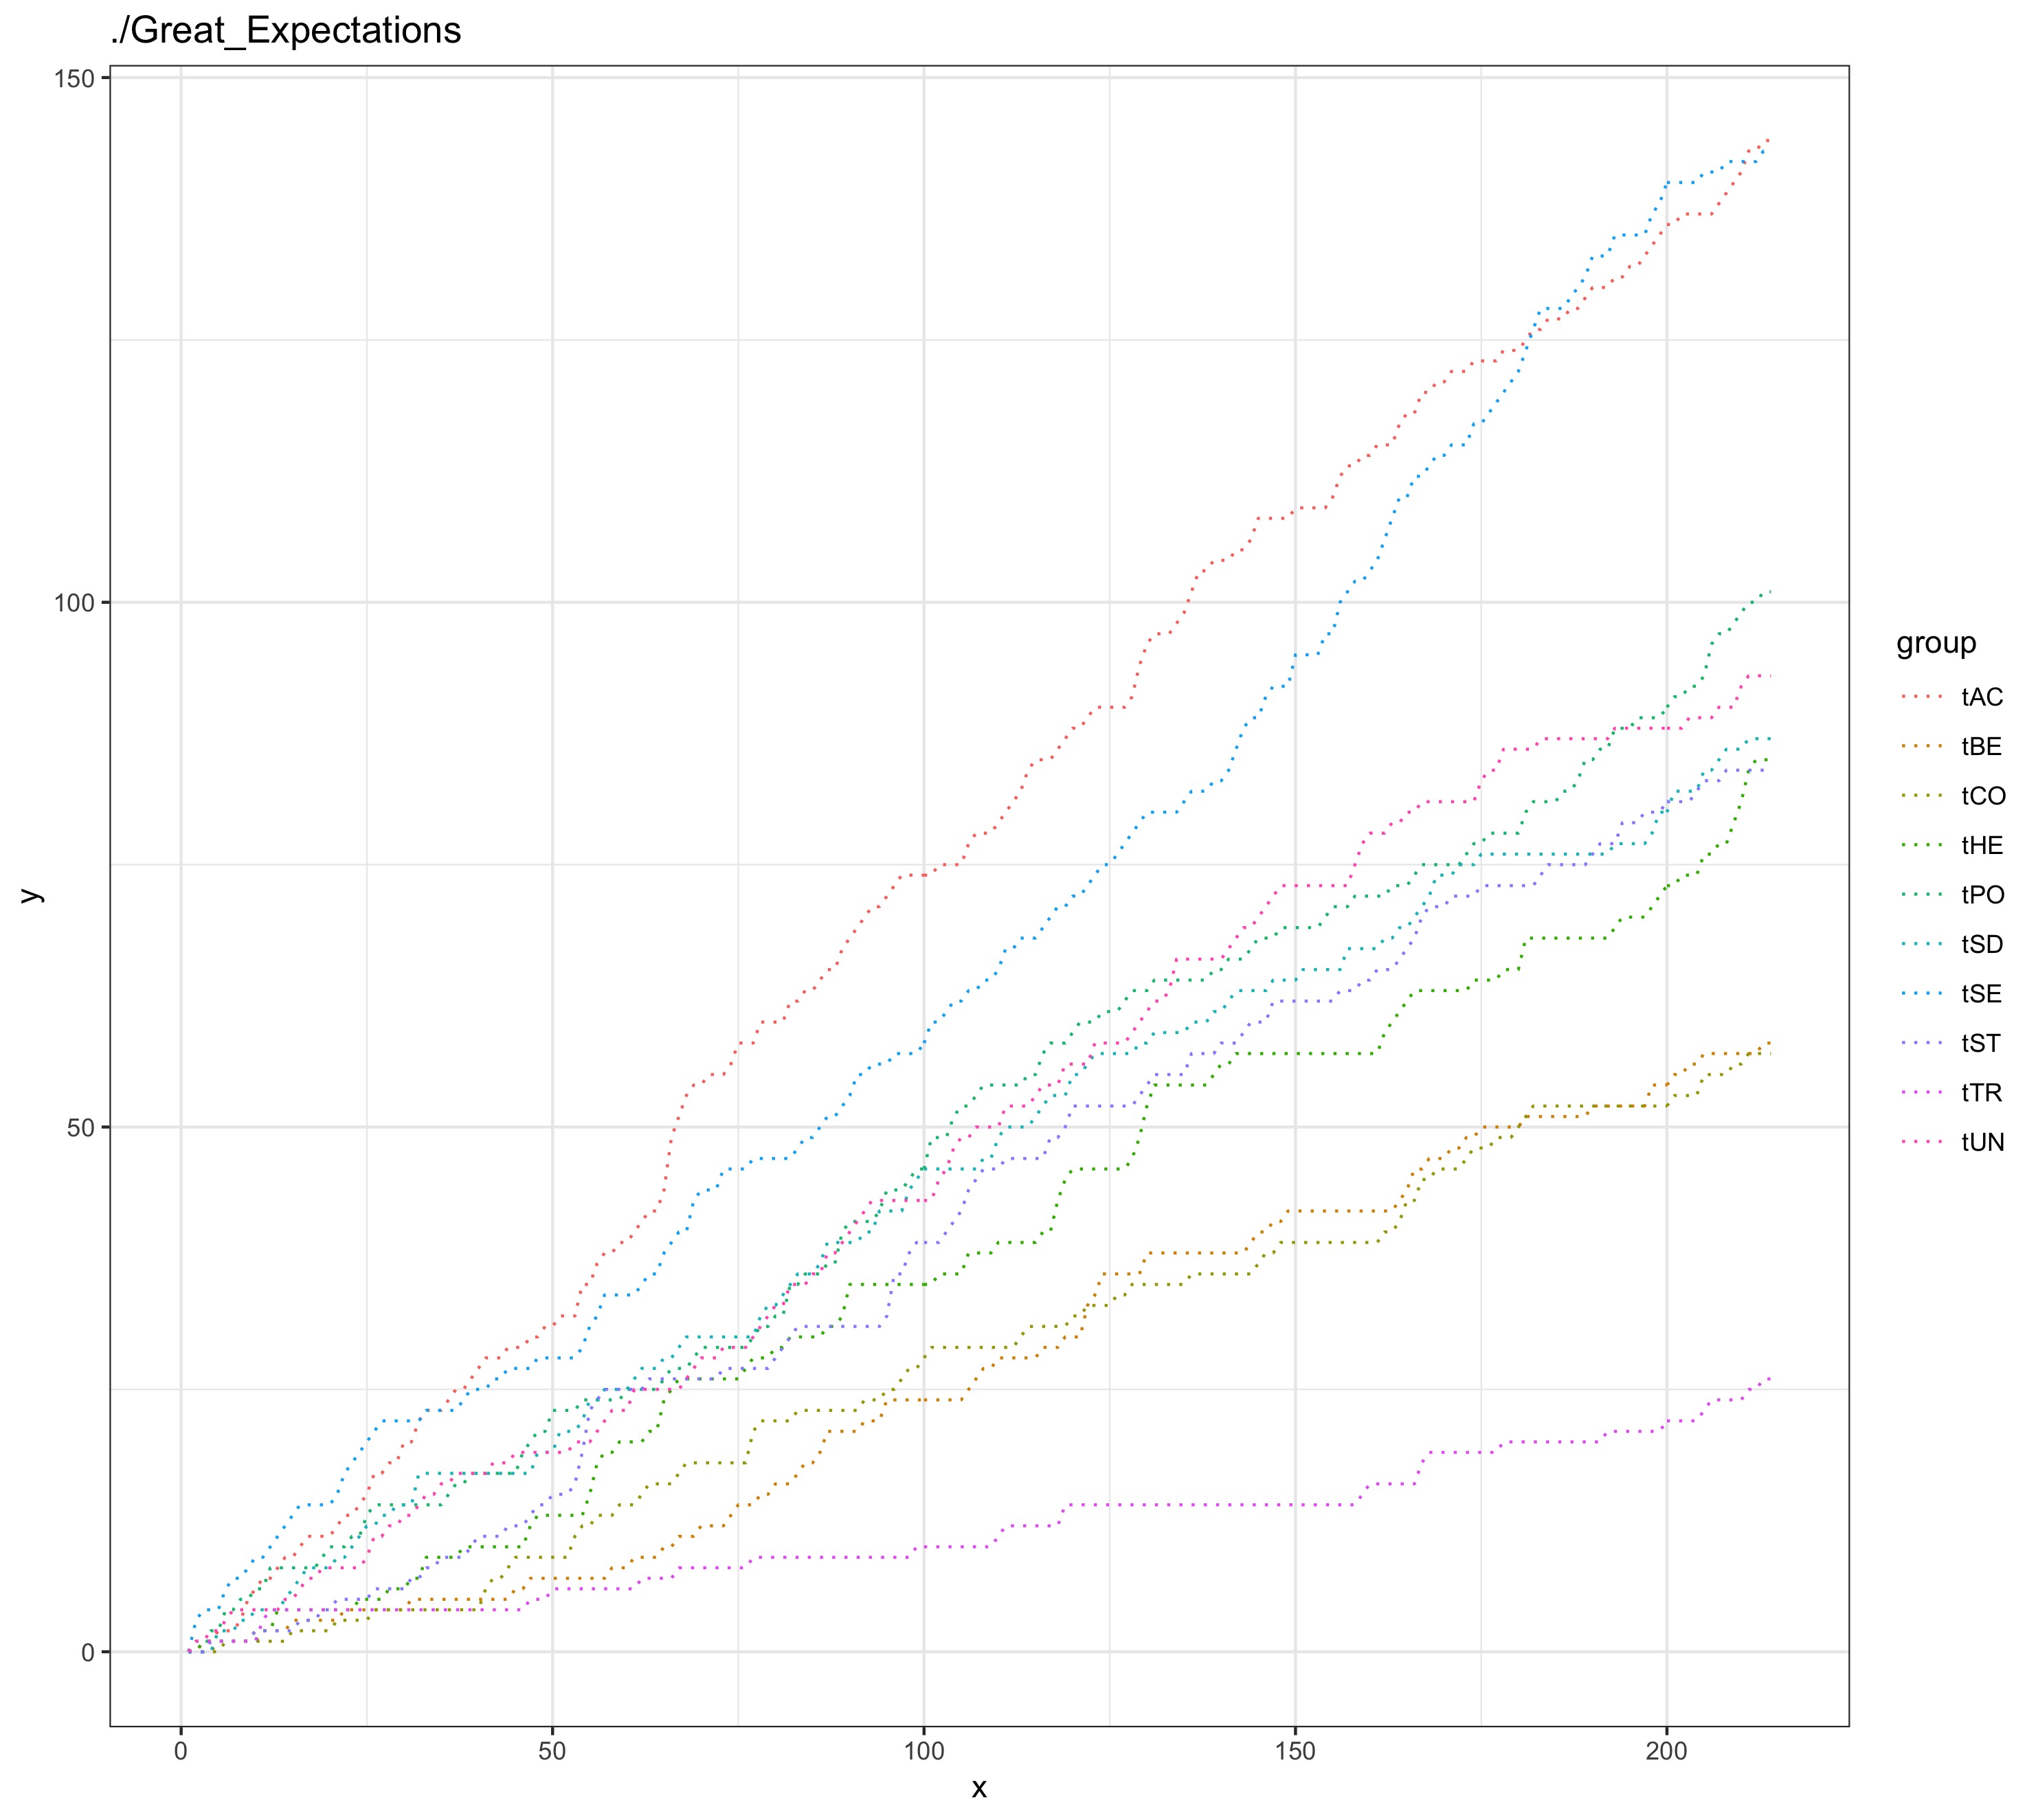 ./Great_Expectations
150
100
50
0
y
0 50 100 150 200
x
group
tAC
tBE
tCO
tHE
tPO
tSD
tSE
tST
tTR
tUN